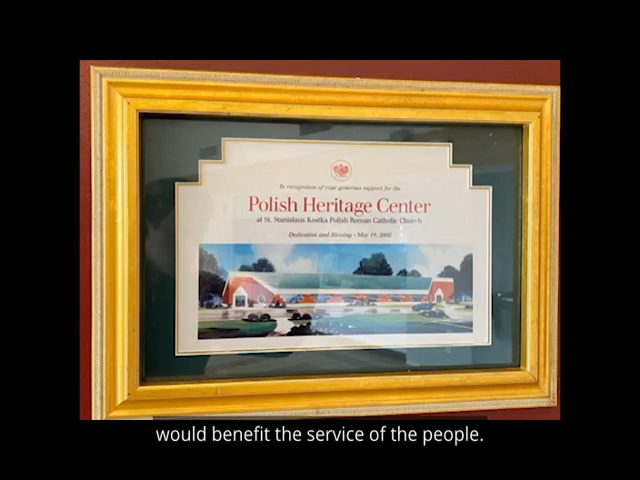 In recognition of your generous support for the
Polish Heritage Center
at St. Stanislaus Kostka Polish Roman Catholic Church
Dedication and Blessing - May 19, 2002
would benefit the service of the people.